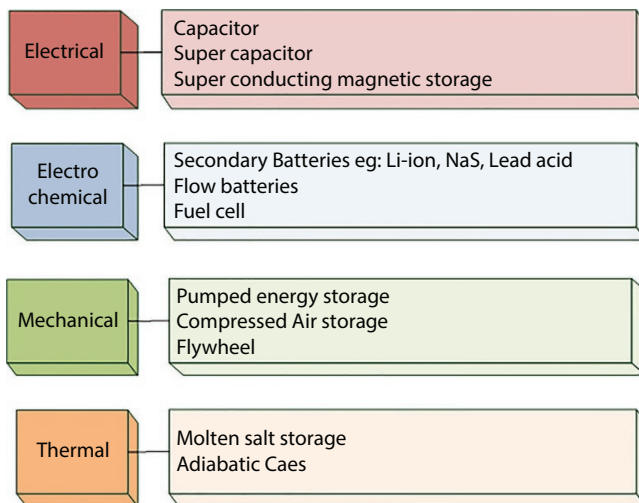 Electrical
Capacitor
Super capacitor
Super conducting magnetic storage
Electro
chemical
Secondary Batteries eg: Li-ion, NaS, Lead acid
Flow batteries
Fuel cell
Mechanical
Pumped energy storage
Compressed Air storage
Flywheel
Thermal
Molten salt storage
Adiabatic Caes